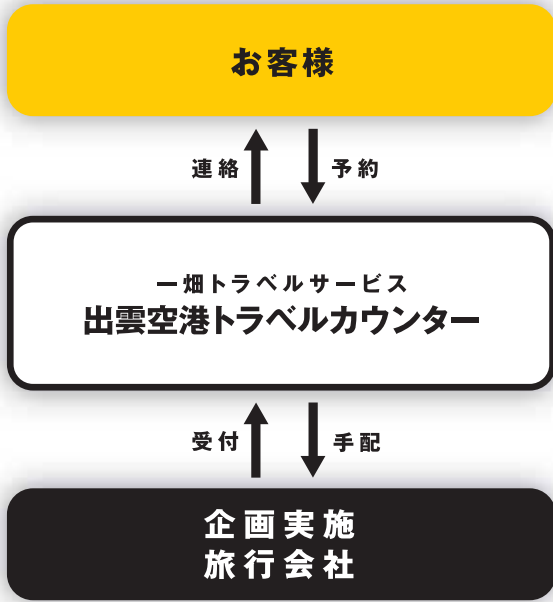 お客様
連絡
予約
一畑トラベルサービス
出雲空港トラベルカウンター
受付
手配
企画実施
旅行会社